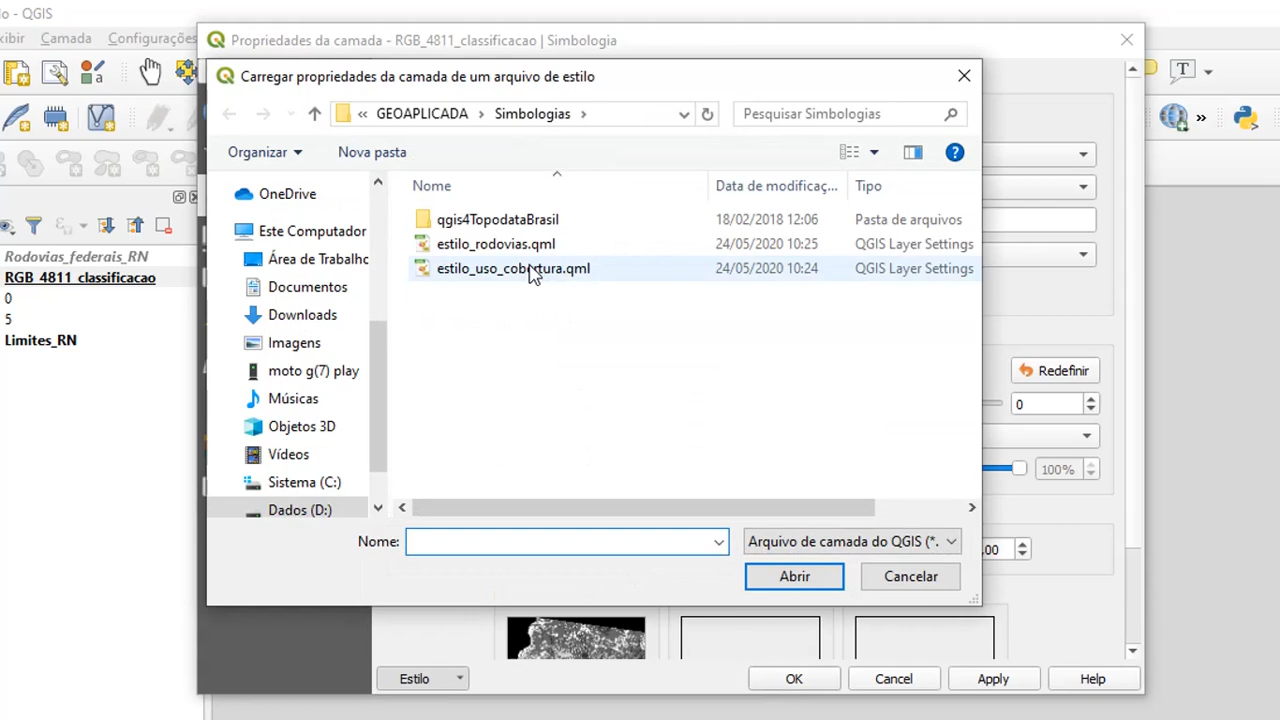 o - QGIS
xibir Camada Configurações
Propriedades da camada - RGB_4811_classificacao | Simbologia
Carregar propriedades da camada de um arquivo de estilo
« GEOAPLICADA > Simbologias >
Pesquisar Simbologias
Organizar
Nova pasta
Nome
Data de modificaç...
Tipo
qgis4TopodataBrasil 18/02/2018 12:06 Pasta de arquivos
estilo_rodovias.qml 24/05/2020 10:25 QGIS Layer Settings
estilo_uso_cobertura.qml 24/05/2020 10:24 QGIS Layer Settings
OneDrive
Este Computador
Área de Trabalho
Documentos
Downloads
Imagens
moto g(7) play
Músicas
Objetos 3D
Vídeos
Sistema (C:)
Dados (D:)
Rodovias_federais_RN
RGB_4811_classificacao
0
5
Limites_RN
Nome:
Arquivo de camada do QGIS (*.
Abrir
Cancelar
T
»
Redefinir
0
100%
,00
Estilo
OK
Cancel
Apply
Help